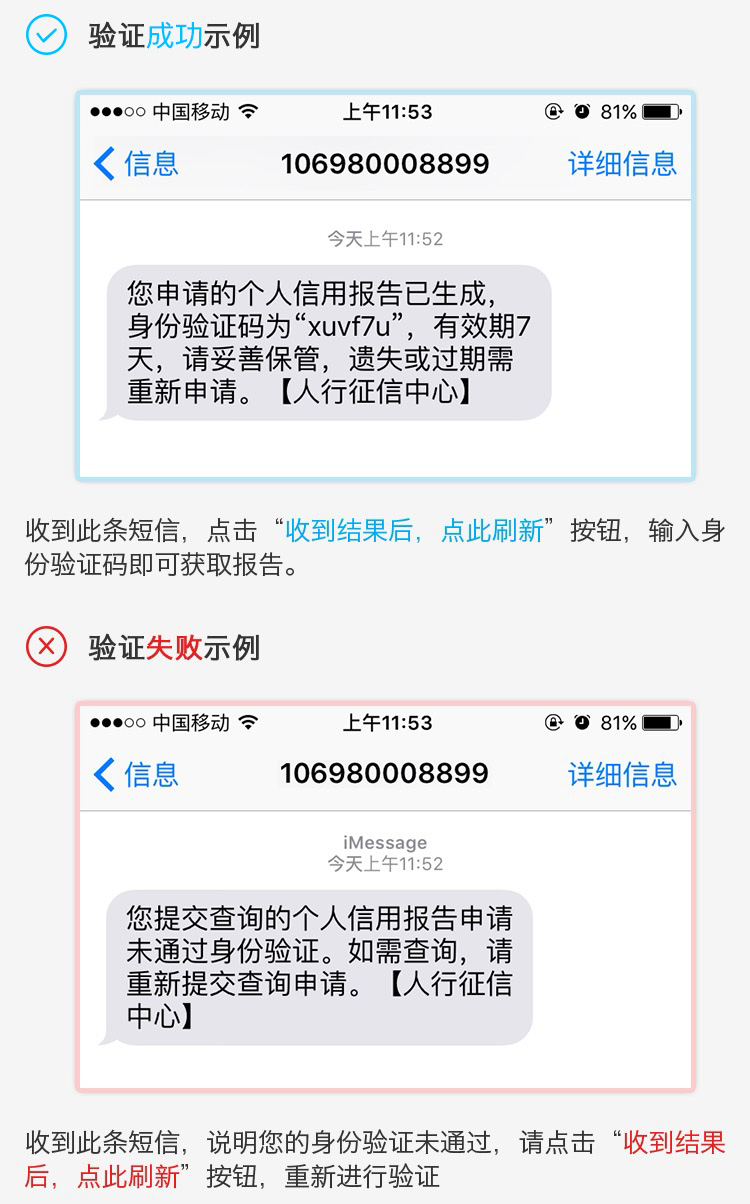 验证成功示例
中国移动 上午11:53 81%
信息 106980008899 详细信息
今天上午11:52
您申请的个人信用报告已生成，
身份验证码为“xuvf7u”，有效期7
天，请妥善保管，遗失或过期需
重新申请。【人行征信中心】
收到此条短信，点击“收到结果后，点此刷新”按钮，输入身
份验证码即可获取报告。
验证失败示例
中国移动 上午11:53 81%
信息 106980008899 详细信息
iMessage
今天上午11:52
您提交查询的个人信用报告申请
未通过身份验证。如需查询，请
重新提交查询申请。【人行征信
中心】
收到此条短信，说明您的身份验证未通过，请点击“收到结果
后，点此刷新”按钮，重新进行验证